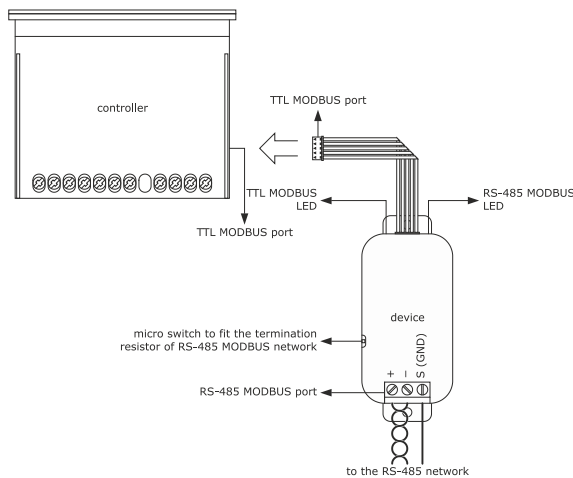 controller
TTL MODBUS port
TTL MODBUS
LED
RS-485 MODBUS
LED
TTL MODBUS port
device
micro switch to fit the termination
resistor of RS-485 MODBUS network
+
–
S (GND)
RS-485 MODBUS port
to the RS-485 network